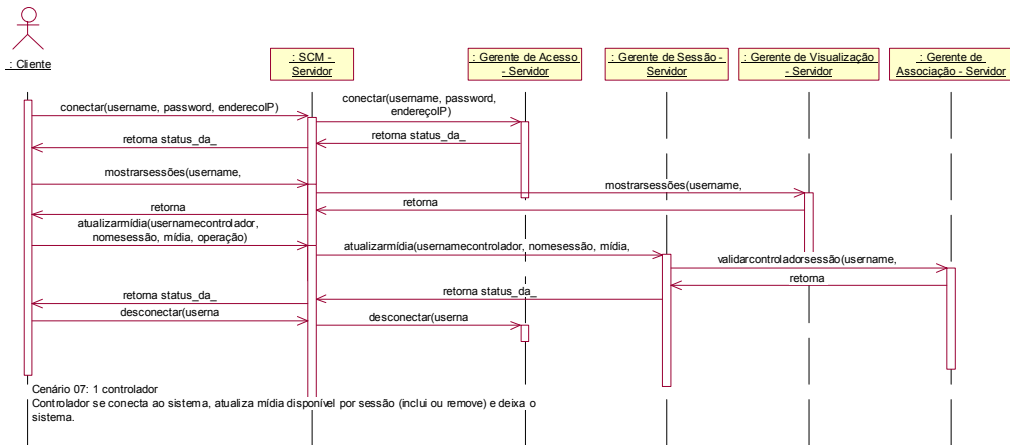 : Cliente
: SCM -
Servidor
: Gerente de Acesso
- Servidor
: Gerente de Sessão -
Servidor
: Gerente de Visualização
- Servidor
: Gerente de
Associação - Servidor
conectar(username, password, enderecoIP)
conectar(username, password,
endereçoIP)
retorna status_da_
retorna status_da_
mostrarsessões(username,
mostrarsessões(username,
retorna
retorna
atualizarmídia(usernamecontrolador,
nomesessão, mídia, operação)
atualizarmídia(usernamecontrolador, nomesessão, mídia,
validarcontroladorsessão(username,
retorna
retorna status_da_
retorna status_da_
desconectar(userna
desconectar(userna
Cenário 07: 1 controlador
Controlador se conecta ao sistema, atualiza mídia disponível por sessão (inclui ou remove) e deixa o
sistema.